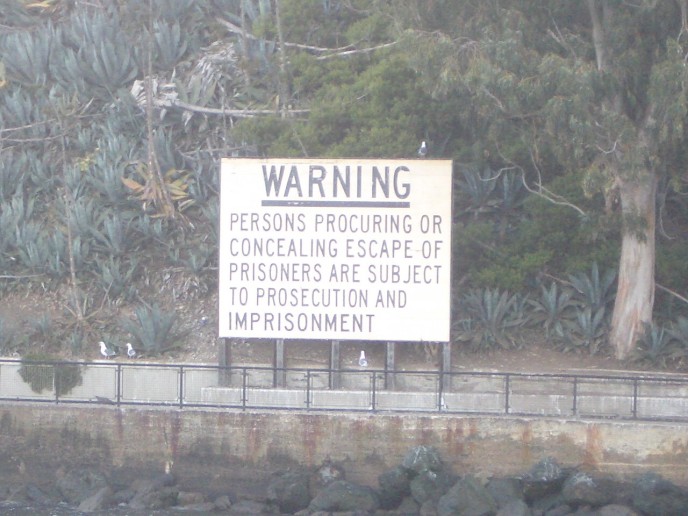 WARNING
PERSONS PROCURING OR
CONCEALING ESCAPE OF
PRISONERS ARE SUBJECT
TO PROSECUTION AND
IMPRISONMENT